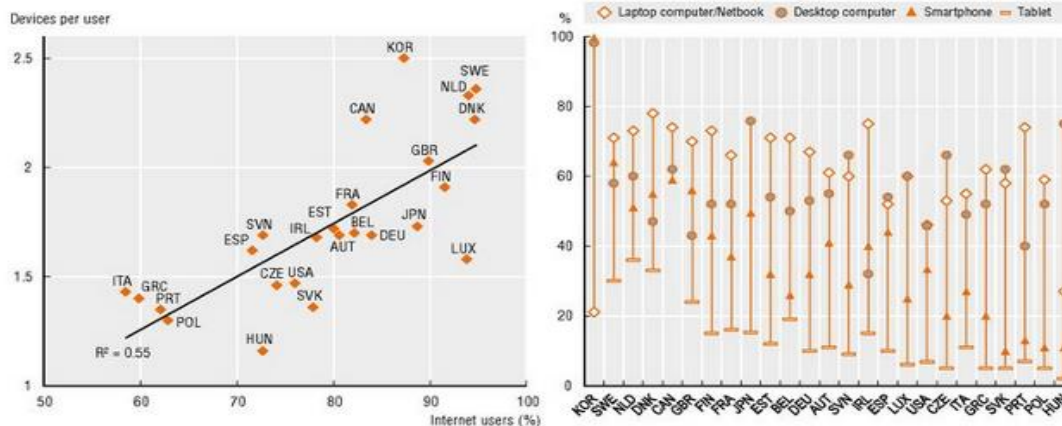 Devices per user
2.5
2
1.5
1
KOR
SWE
NLD
DNK
CAN
GBR
FIN
FRA
EST
BEL
JPN
SVN
IRL
AUT
DEU
ESP
LUX
CZE USA
ITA
GRC
SVK
PRT
POL
HUN
R² = 0.55
50 60 70 80 90 100
Internet users (%)
% Laptop computer/Netbook Desktop computer Smartphone Tablet
100
80
60
40
20
0
KOR SWE NLD DNK CAN GBR FIN FRA JPN EST BEL DEU AUT SVN IRL ESP LUX USA CZE ITA GRC SVK PRT POL HUN